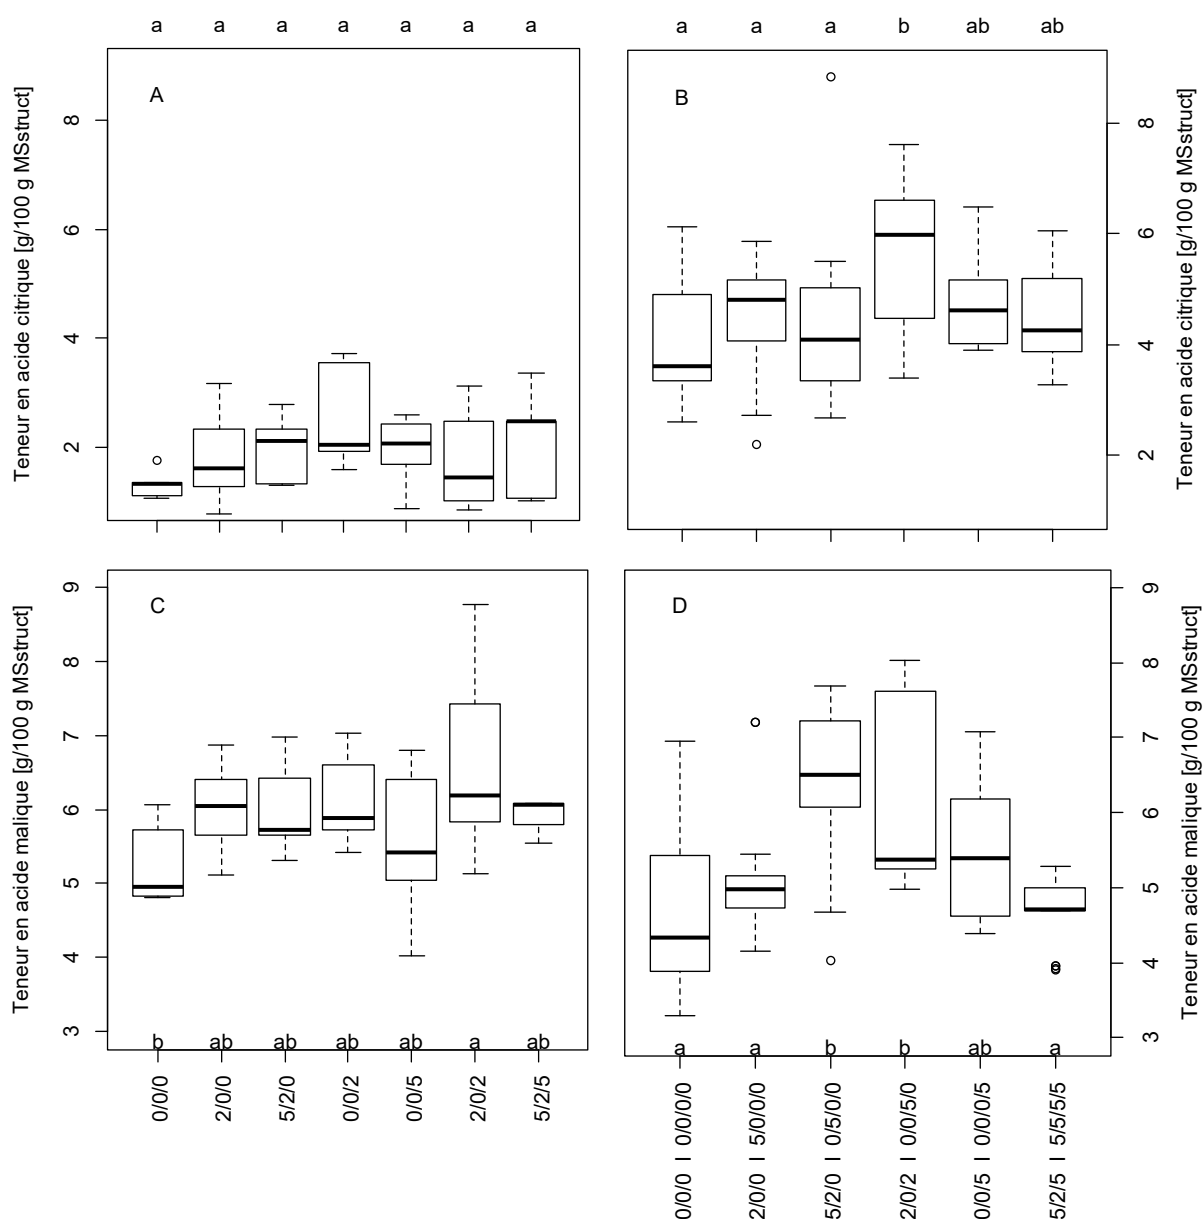 a a a a a a a
a a a b ab ab
A
B
Teneur en acide citrique [g/100 g MSstruct]
8
6
4
2
8
6
4
2
Teneur en acide citrique [g/100 g MSstruct]
C
D
Teneur en acide malique [g/100 g MSstruct]
9
8
7
6
5
4
3
9
8
7
6
5
4
3
Teneur en acide malique [g/100 g MSstruct]
b ab ab ab ab a ab
a a b b ab a
0/0/0
2/0/0
5/2/0
0/0/2
0/0/5
2/0/2
5/2/5
0/0/0 I 0/0/0/0
2/0/0 I 5/0/0/0
5/2/0 I 0/5/0/0
2/0/2 I 0/0/5/0
0/0/5 I 0/0/0/5
5/2/5 I 5/5/5/5